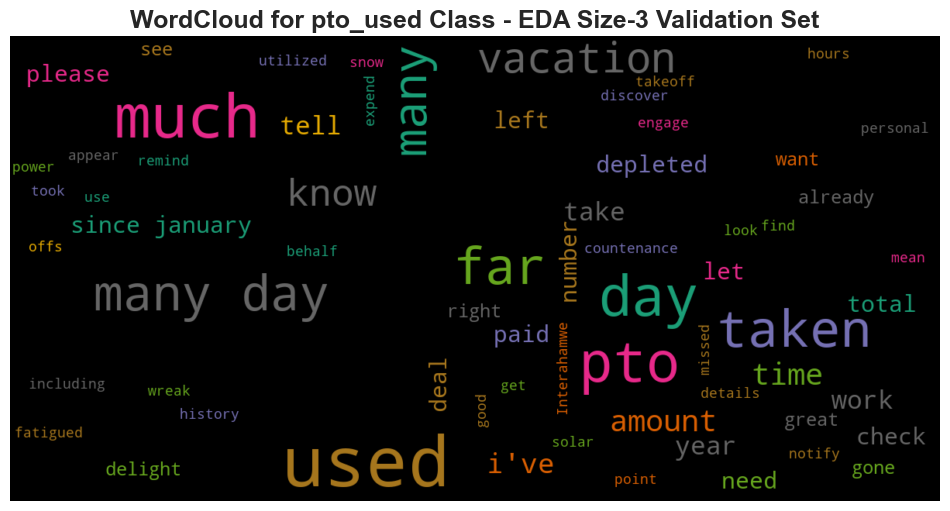 WordCloud for pto_used Class - EDA Size-3 Validation Set
see
utilized
snow
many
vacation
hours
please
expend
takeoff
discover
much
tell
left
engage
personal
power
appear
remind
depleted
want
took
use
know
already
since january
take
look
find
offs
behalf
far
number
countenance
let
mean
many day
right
day
total
paid
taken
deal
Interahamwe
pto
missed
time
including
wreak
get
details
work
history
good
amount
great
fatigued
used
solar
year
check
delight
i've
notify
gone
point
need